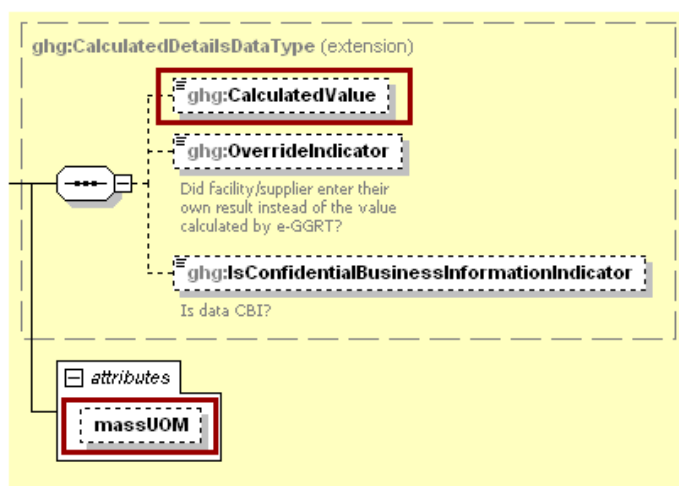 ghg:CalculatedDetailsDataType (extension)
ghg:CalculatedValue
ghg:OverrideIndicator
Did facility/supplier enter their
own result instead of the value
calculated by e-GGRT?
ghg:IsConfidentialBusinessInformationIndicator
Is data CBI?
attributes
massUOM